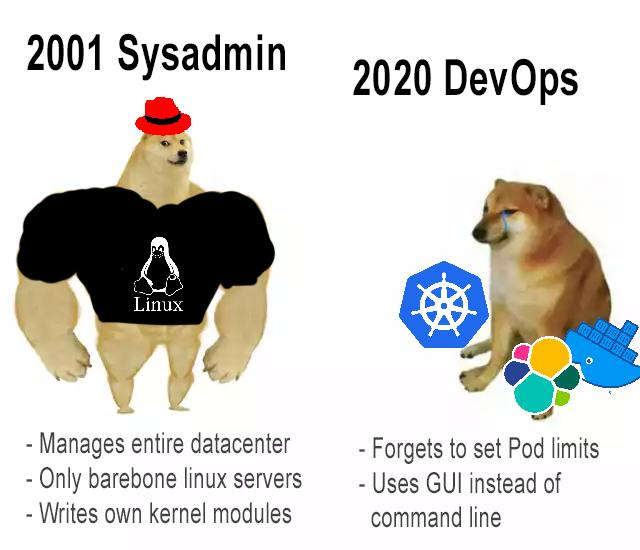 2001 Sysadmin
2020 DevOps
Linux
- Manages entire datacenter
- Only barebone linux servers
- Writes own kernel modules
- Forgets to set Pod limits
- Uses GUI instead of
command line